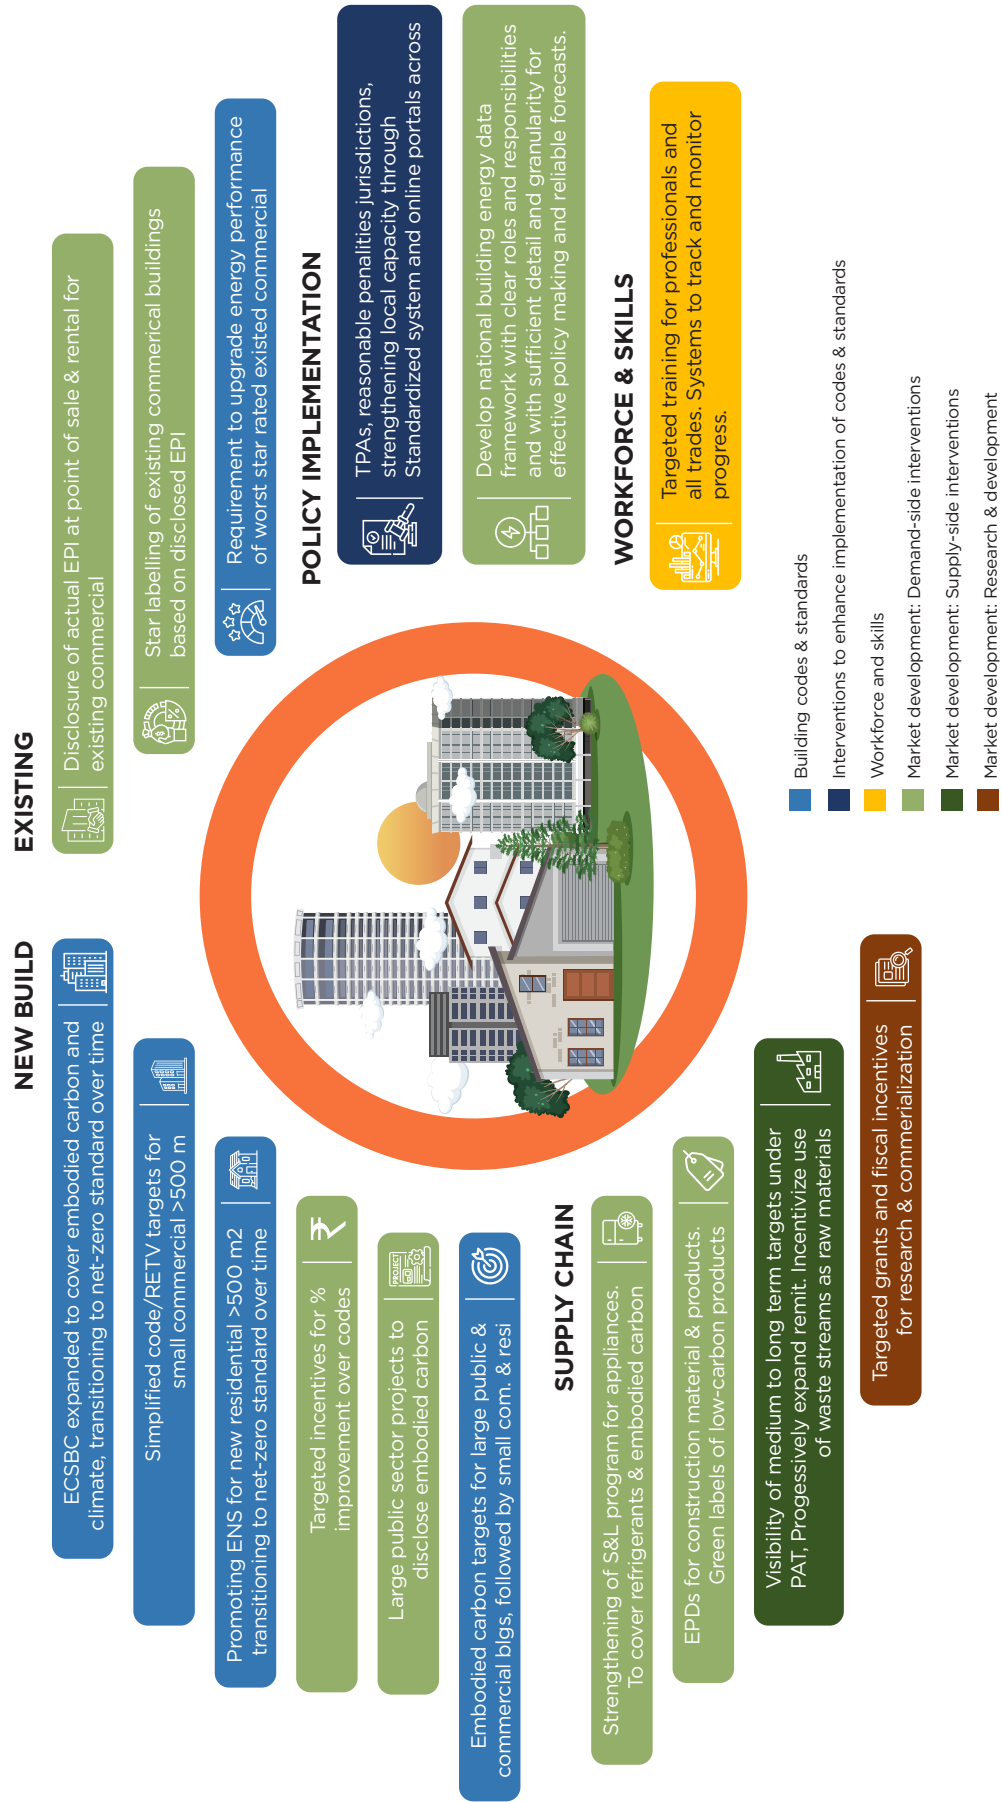 NEW BUILD
ECSBC expanded to cover embodied carbon and
climate, transitioning to net-zero standard over time
Simplified code/RETV targets for
small commercial >500 m
Promoting ENS for new residential >500 m2
transitioning to net-zero standard over time
Targeted incentives for %
improvement over codes
Large public sector projects to
disclose embodied carbon
PROJECT
Embodied carbon targets for large public &
commercial blgs, followed by small com. & resi
SUPPLY CHAIN
Strengthening of S&L program for appliances.
To cover refrigerants & embodied carbon
EPDs for construction material & products.
Green labels of low-carbon products
Visibility of medium to long term targets under
PAT, Progessively expand remit. Incentivize use
of waste streams as raw materials
Targeted grants and fiscal incentives
for research & commerialization
EXISTING
Disclosure of actual EPI at point of sale & rental for
existing commercial
Star labelling of existing commerical buildings
based on disclosed EPI
Requirement to upgrade energy performance
of worst star rated existed commercial
POLICY IMPLEMENTATION
TPAs, reasonable penalities jurisdictions,
strengthening local capacity through
Standardized system and online portals across
Develop national building energy data
framework with clear roles and responsibilities
and with sufficient detail and granularity for
effective policy making and reliable forecasts.
WORKFORCE & SKILLS
Targeted training for professionals and
all trades. Systems to track and monitor
progress.
Building codes & standards
Interventions to enhance implementation of codes & standards
Workforce and skills
Market development: Demand-side interventions
Market development: Supply-side interventions
Market development: Research & development